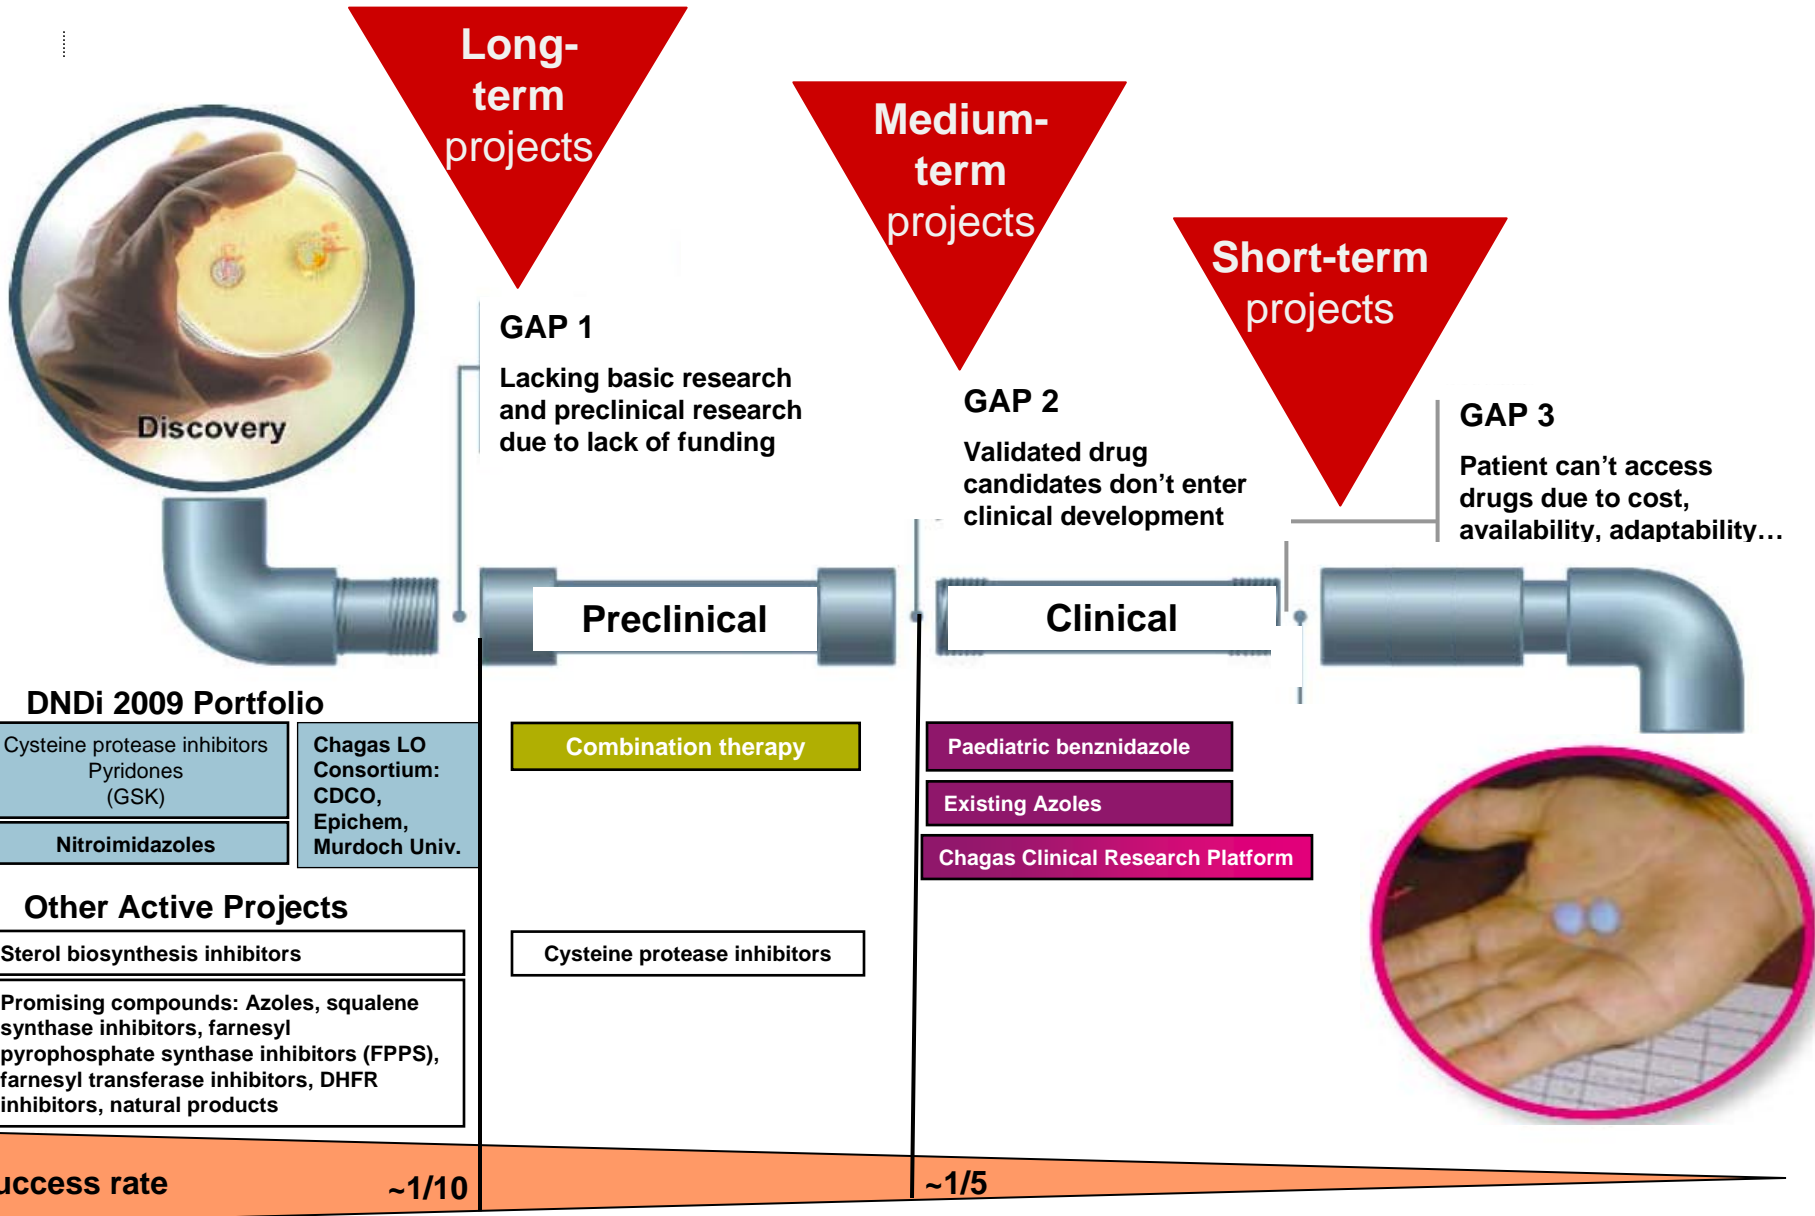 Long-
term
projects
Medium-
term
projects
Short-term
projects
Discovery
GAP 1
Lacking basic research
and preclinical research
due to lack of funding
GAP 2
Validated drug
candidates don’t enter
clinical development
GAP 3
Patient can’t access
drugs due to cost,
availability, adaptability…
Preclinical
Clinical
DNDi 2009 Portfolio
Cysteine protease inhibitors
Pyridones
(GSK)
Nitroimidazoles
Chagas LO
Consortium:
CDCO,
Epichem,
Murdoch Univ.
Combination therapy
Paediatric benznidazole
Existing Azoles
Chagas Clinical Research Platform
Other Active Projects
Sterol biosynthesis inhibitors
Promising compounds: Azoles, squalene
synthase inhibitors, farnesyl
pyrophosphate synthase inhibitors (FPPS),
farnesyl transferase inhibitors, DHFR
inhibitors, natural products
Cysteine protease inhibitors
uccess rate
~1/10
~1/5